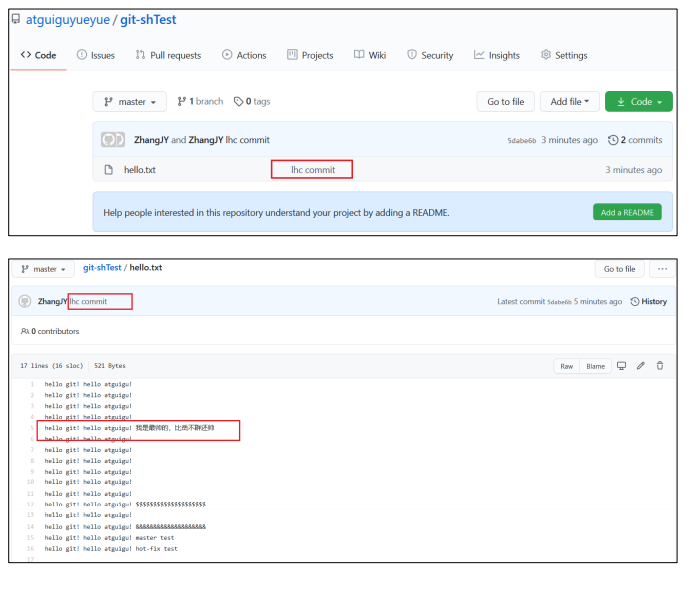 atguiguyueyue / git-shTest
Code Issues Pull requests Actions Projects Wiki Security Insights Settings
master 1 branch 0 tags Go to file Add file Code
ZhangJY and ZhangJY lhc commit 5dabe6b 3 minutes ago 2 commits
hello.txt lhc commit 3 minutes ago
Help people interested in this repository understand your project by adding a README. Add a README
master git-shTest / hello.txt Go to file ...
ZhangJY lhc commit Latest commit 5dabe6b 5 minutes ago History
0 contributors
17 lines (16 sloc) 521 Bytes Raw Blame
1 hello git! hello atguigu!
2 hello git! hello atguigu!
3 hello git! hello atguigu!
4 hello git! hello atguigu!
5 hello git! hello atguigu! 我是最帅的，比岳不群还帅
6 hello git! hello atguigu!
7 hello git! hello atguigu!
8 hello git! hello atguigu!
9 hello git! hello atguigu!
10 hello git! hello atguigu!
11 hello git! hello atguigu!
12 hello git! hello atguigu! $$$$$$$$$$$$$$$$$$$$
13 hello git! hello atguigu!
14 hello git! hello atguigu! &&&&&&&&&&&&&&&&&&&&
15 hello git! hello atguigu! master test
16 hello git! hello atguigu! hot-fix test
17